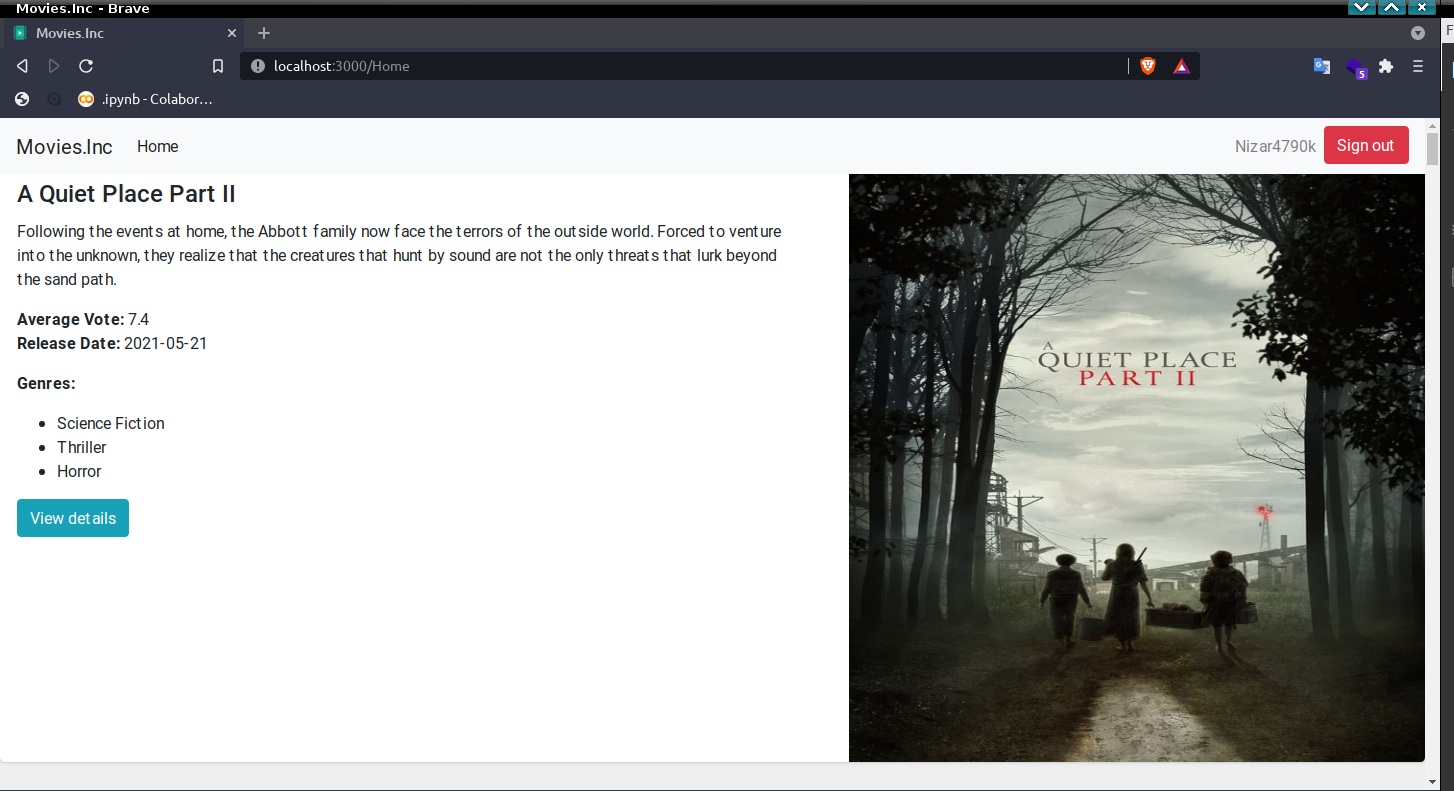 Movies.Inc - Brave
Movies.Inc
localhost:3000/Home
5
.ipynb - Colabor…
Movies.Inc Home Nizar4790k Sign out
A Quiet Place Part II
Following the events at home, the Abbott family now face the terrors of the outside world. Forced to venture
into the unknown, they realize that the creatures that hunt by sound are not the only threats that lurk beyond
the sand path.
Average Vote: 7.4
Release Date: 2021-05-21
Genres:
Science Fiction
Thriller
Horror
View details
A
QUIET PLACE
PART II
F